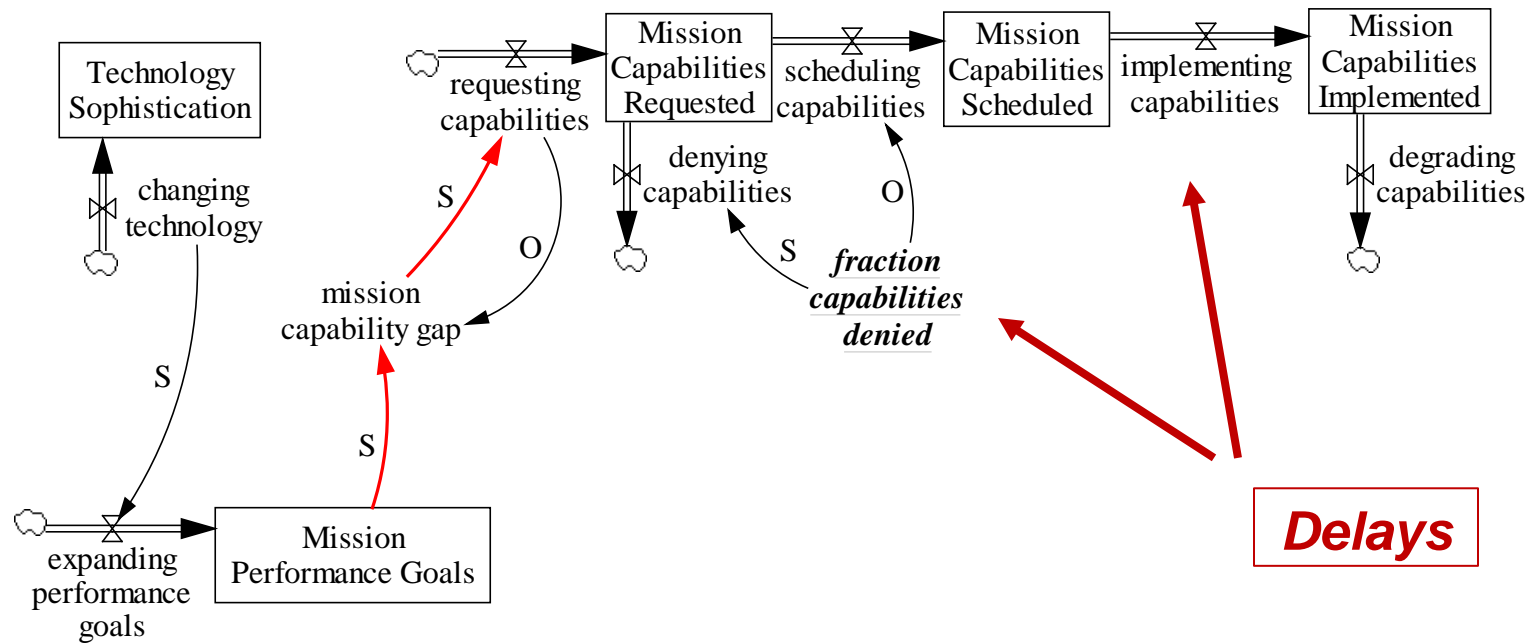 Technology
Sophistication
changing
technology
S
expanding
performance
goals
Mission
Performance Goals
S
mission
capability gap
S
O
requesting
capabilities
Mission
Capabilities
Requested
denying
capabilities
scheduling
capabilities
S
O
fraction
capabilities
denied
Mission
Capabilities
Scheduled
implementing
capabilities
Mission
Capabilities
Implemented
degrading
capabilities
Delays